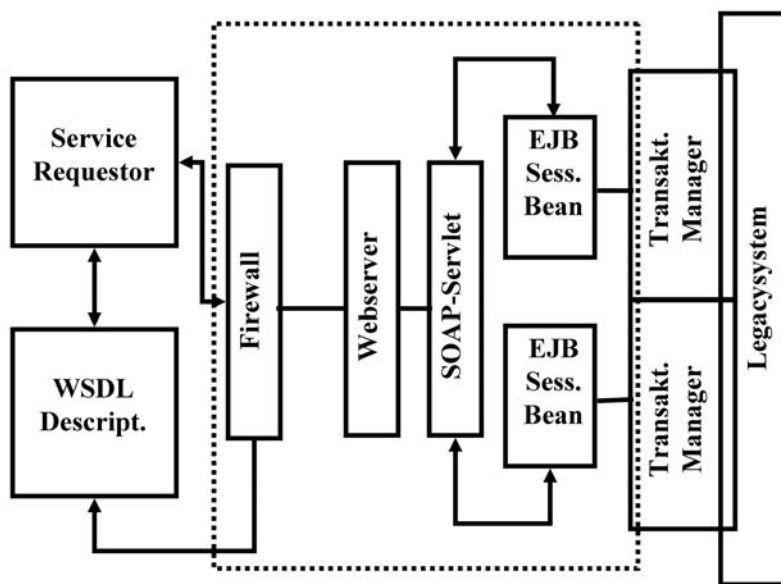 Service
Requestor
WSDL
Descript.
Firewall
Webserver
SOAP-Servlet
EJB
Sess.
Bean
EJB
Sess.
Bean
Transakt.
Manager
Transakt.
Manager
Legacysystem